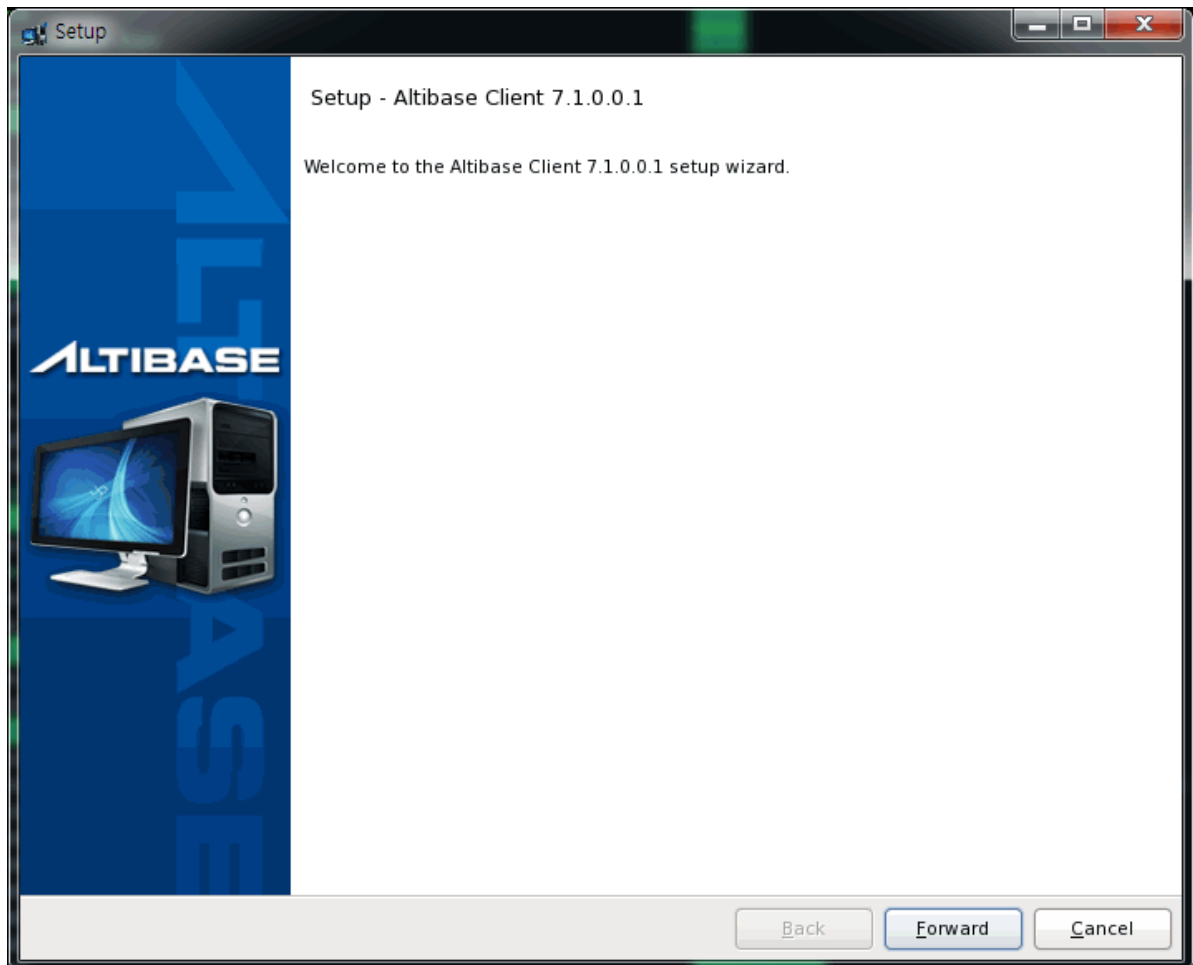 Setup
Setup - Altibase Client 7.1.0.0.1
Welcome to the Altibase Client 7.1.0.0.1 setup wizard.
ALTIBASE
ALTIBASE
Back
Forward
Cancel